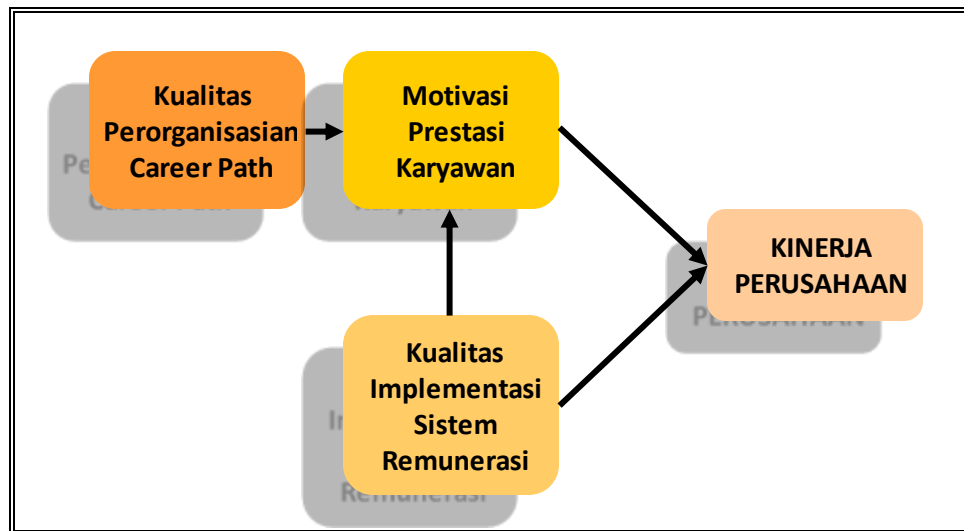 Kualitas
Perorganisasian
Career Path
Motivasi
Prestasi
Karyawan
KINERJA
PERUSAHAAN
Kualitas
Implementasi
Sistem
Remunerasi